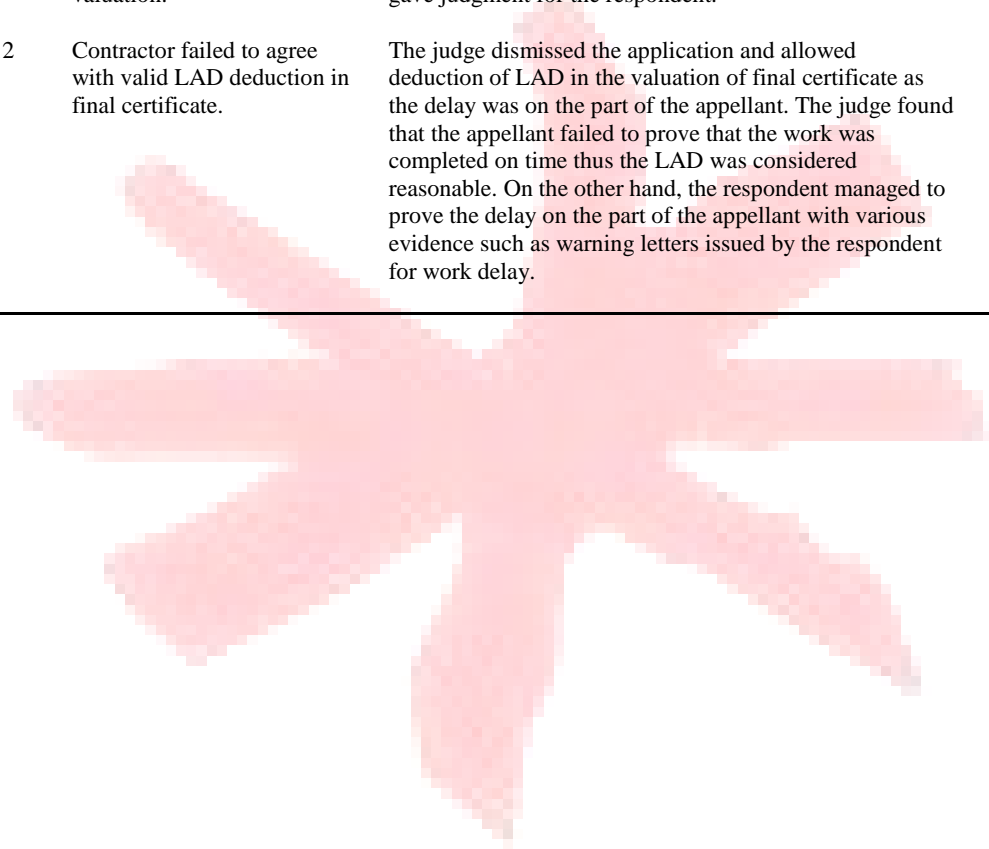 valuation.
gave judgment for the respondent.
2
Contractor failed to agree
with valid LAD deduction in
final certificate.
The judge dismissed the application and allowed
deduction of LAD in the valuation of final certificate as
the delay was on the part of the appellant. The judge found
that the appellant failed to prove that the work was
completed on time thus the LAD was considered
reasonable. On the other hand, the respondent managed to
prove the delay on the part of the appellant with various
evidence such as warning letters issued by the respondent
for work delay.